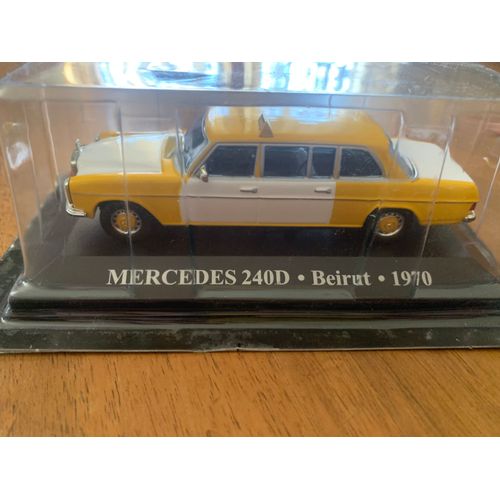 MERCEDES 240D • Beirut • 1970